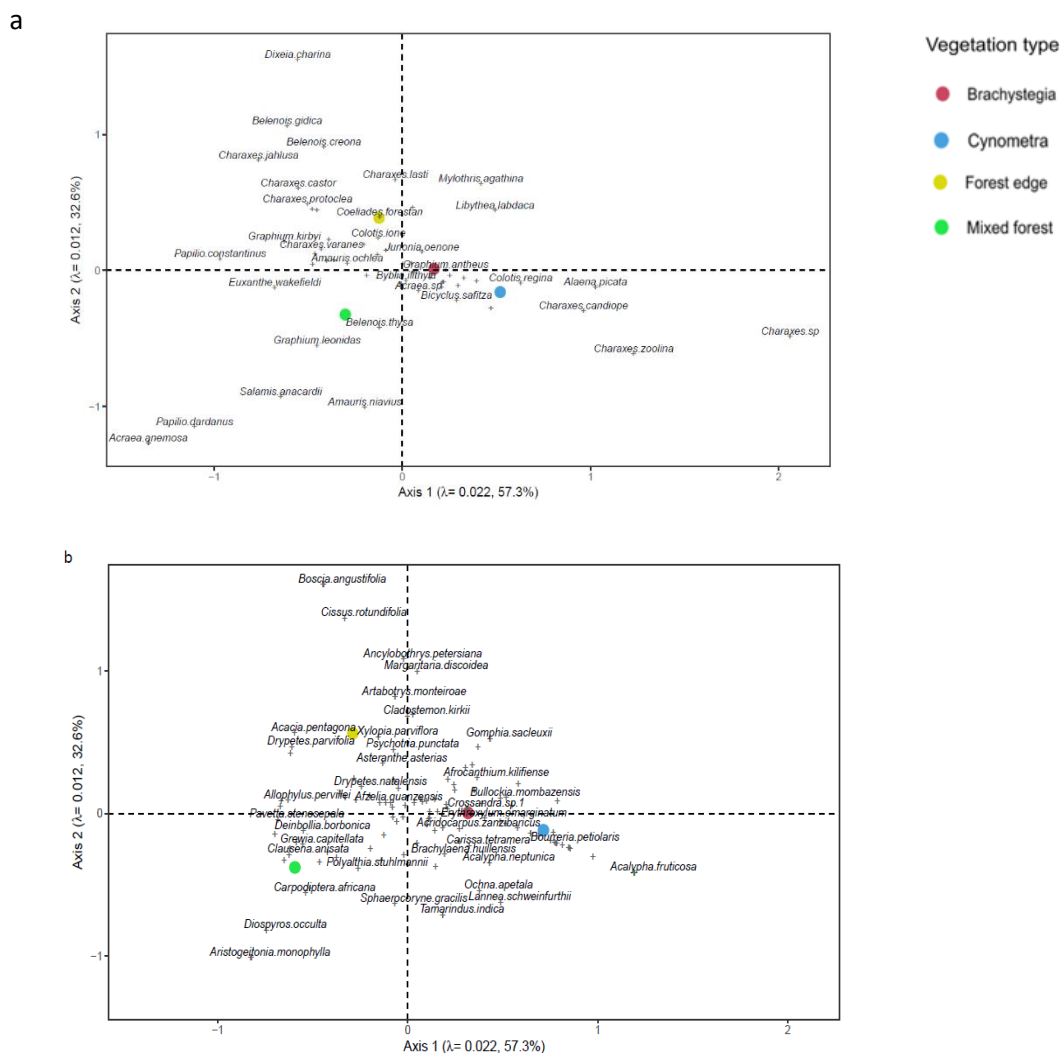 a
Vegetation type
Brachystegia
Cynometra
Forest edge
Mixed forest
Dixeia.charina
Belenois.gidica
Belenois.creona
Charaxes.jahlusa
Charaxes.lasti
Mylothris.agathina
Charaxes.castor
Charaxes.protoclea
Libythea.labdaca
Coeliades.forestan
Colotis.ione
Graphium.kirbyi
Charaxes.varanes
Junonia.oenone
Papilio.constantinus
Amauris.ochlea
Graphium.antheus
Byblia.ilithyia
Colotis.regina
Euxanthe.wakefieldi
Acraea.sp
Alaena.picata
Bicyclus.safitza
Charaxes.candiope
Belenois.thysa
Charaxes.sp
Graphium.leonidas
Charaxes.zoolina
Salamis.anacardii
Amauris.niavius
Papilio.dardanus
Acraea.anemosa
1
0
−1
Axis 2 (λ= 0.012, 32.6%)
−1
0
1
2
Axis 1 (λ= 0.022, 57.3%)
b
Boscia.angustifolia
Cissus.rotundifolia
Ancylobothrys.petersiana
Margaritaria.discoidea
Artabotrys.monteiroae
Cladostemon.kirkii
Acacia.pentagona
Xylopia.parviflora
Gomphia.sacleuxii
Drypetes.parvifolia
Psychotria.punctata
Asteranthe.asterias
Afrocanthium.kilifiense
Drypetes.natalensis
Bullockia.mombazensis
Allophylus.pervillei
Afzelia.quanzensis
Crossandra.sp.1
Pavetta.stenosepala
Erythroxylum.emarginatum
Deinbollia.borbonica
Acridocarpus.zanzibaricus
Bourreria.petiolaris
Grewia.capitellata
Carissa.tetramera
Clausena.anisata
Brachylaena.huillensis
Polyalthia.stuhlmannii
Acalypha.neptunica
Acalypha.fruticosa
Carpodiptera.africana
Ochna.apetala
Sphaerocoryne.gracilis
Lannea.schweinfurthii
Tamarindus.indica
Diospyros.occulta
Aristogeitonia.monophylla
1
0
−1
Axis 2 (λ= 0.012, 32.6%)
−1
0
1
2
Axis 1 (λ= 0.022, 57.3%)